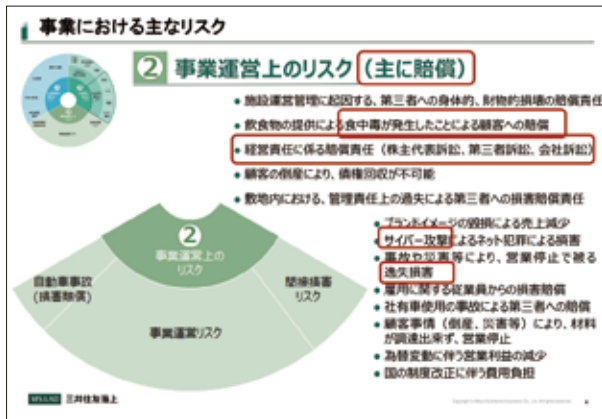 事業における主なリスク
② 事業運営上のリスク（主に賠償）
● 施設運営管理に起因する、第三者への身体的、財物的損壊の賠償責任
● 飲食物の提供による食中毒が発生したことによる顧客への賠償
● 経営責任に係る賠償責任（株主代表訴訟、第三者訴訟、会社訴訟）
● 顧客の倒産により、債権回収が不可能
● 敷地内における、管理責任上の過失による第三者への損害賠償責任
● ブランドイメージの毀損による売上減少
● サイバー攻撃によるネット犯罪による損害
● 事故や災害等により、営業停止で被る
逸失損害
● 雇用に関する従業員からの損害賠償
● 社有車使用の事故による第三者への賠償
● 顧客事情（倒産、災害等）により、材料
が調達出来ず、営業停止
● 為替変動に伴う営業利益の減少
● 国の制度改正に伴う費用負担
②
事業運営上の
リスク
自動車事故
（損害賠償）
間接損害
リスク
事業運営リスク
MS&AD 三井住友海上